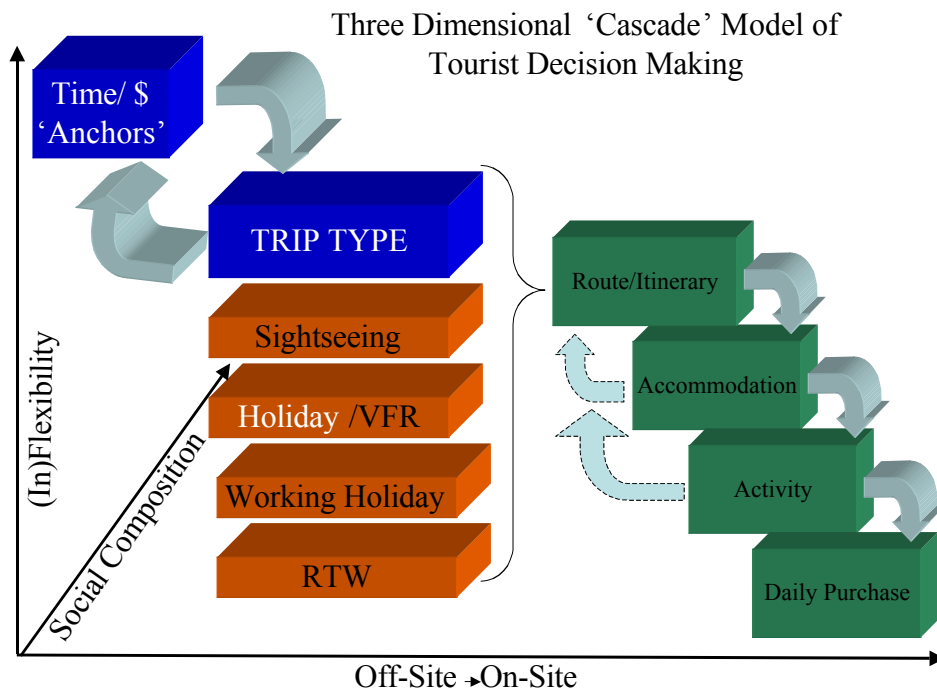 Three Dimensional ‘Cascade’ Model of
Tourist Decision Making
Time/ $
‘Anchors’
TRIP TYPE
Sightseeing
Holiday /VFR
Working Holiday
RTW
Route/Itinerary
Accommodation
Activity
Daily Purchase
(In)Flexibility
Social Composition
Off-Site →On-Site